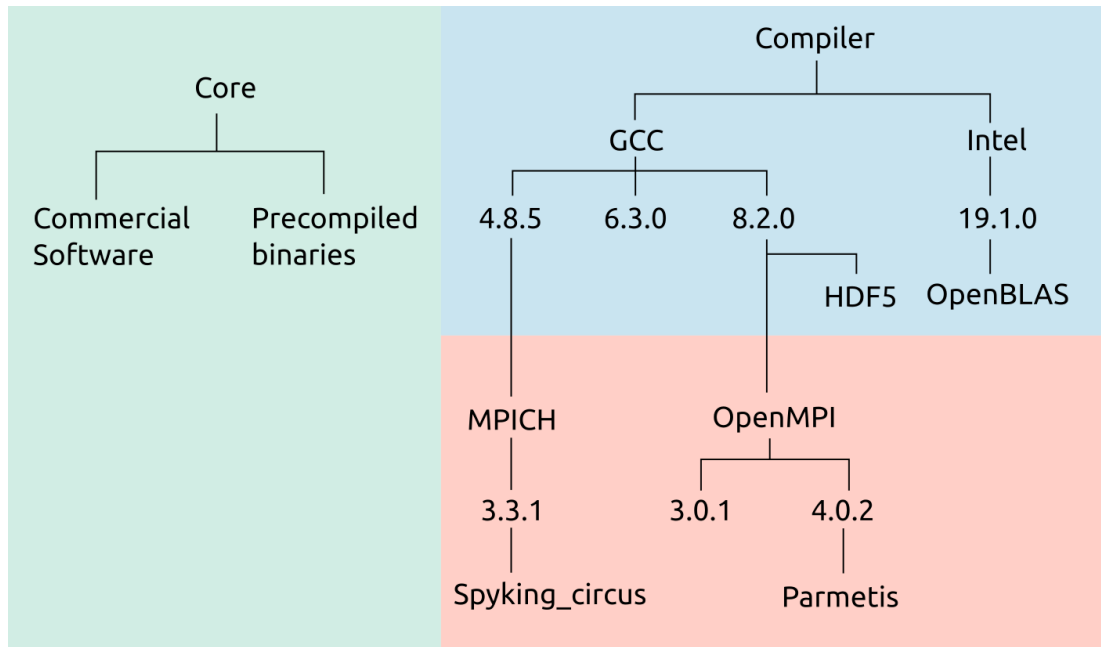 Core
Commercial
Software
Precompiled
binaries
Compiler
GCC
Intel
4.8.5
6.3.0
8.2.0
19.1.0
HDF5
OpenBLAS
MPICH
OpenMPI
3.3.1
3.0.1
4.0.2
Spyking_circus
Parmetis